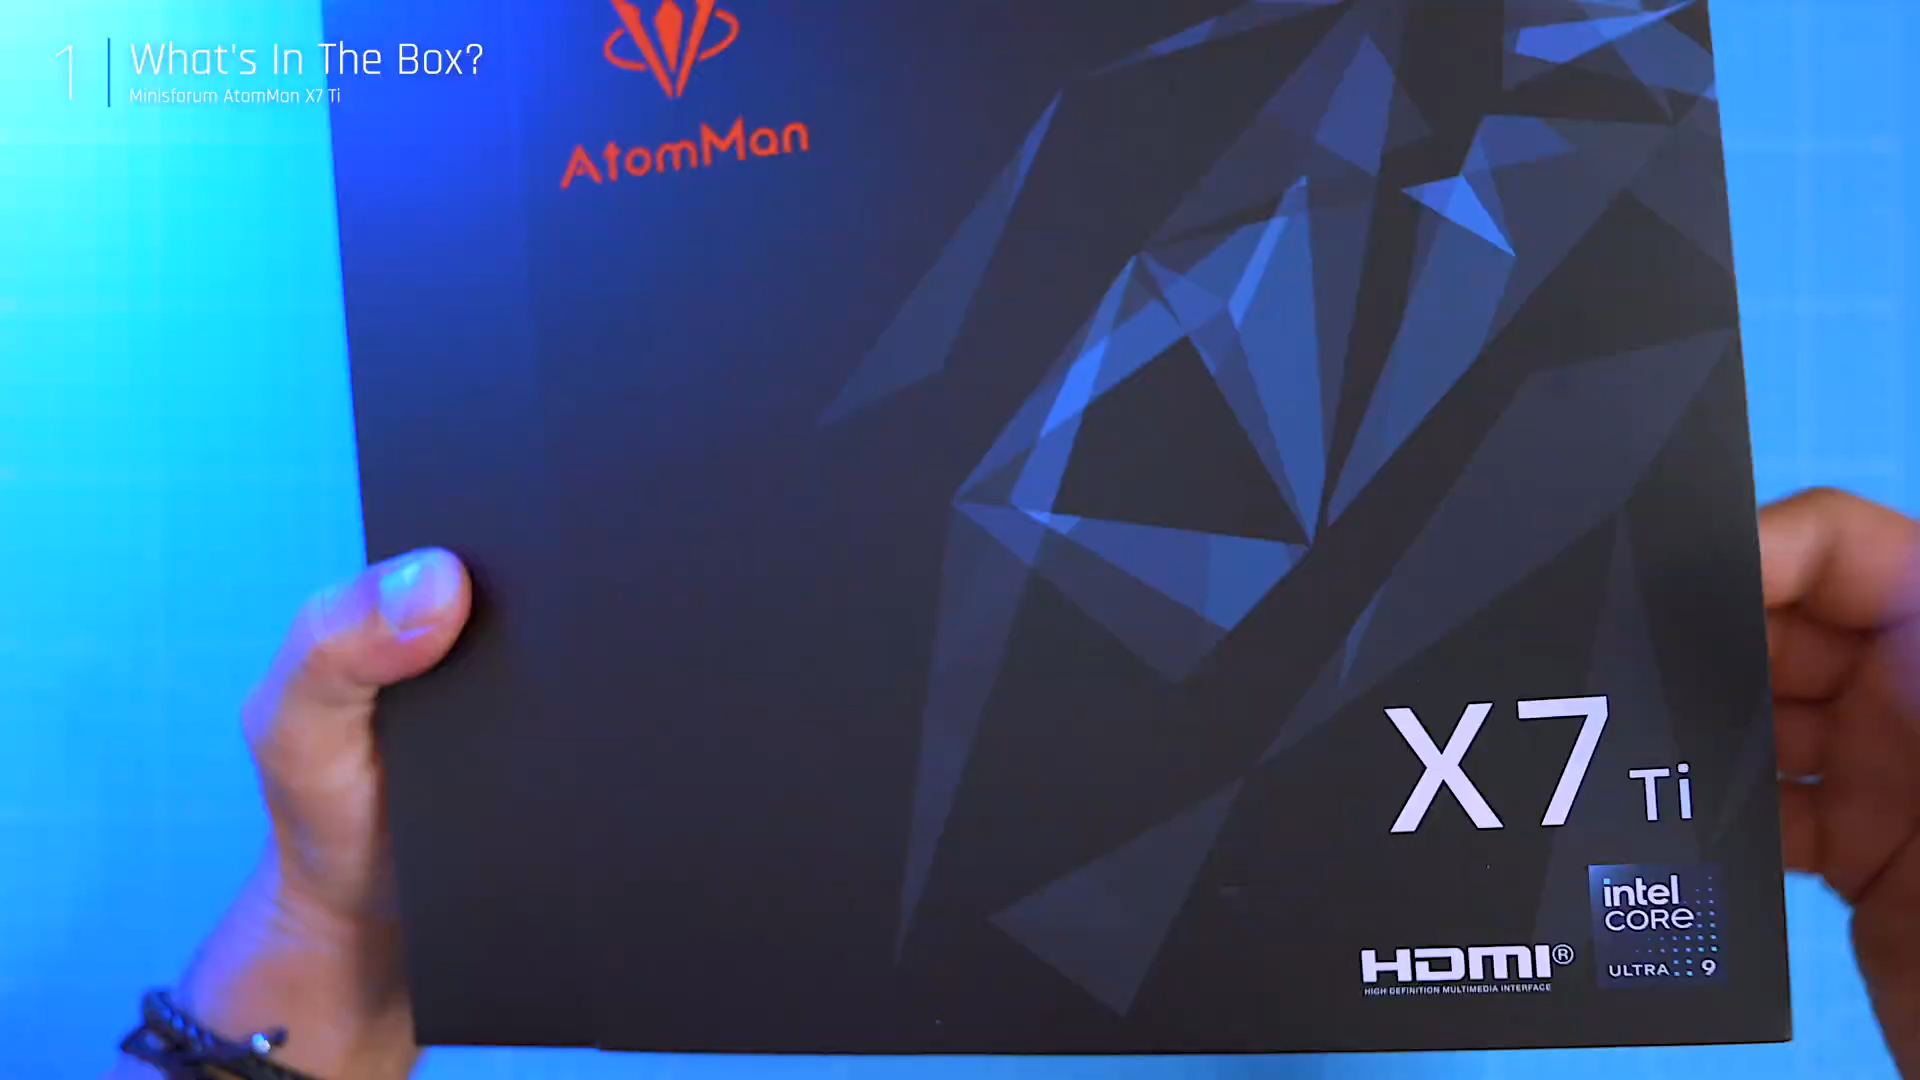 1
What's In The Box?
Minisforum AtomMan X7 Ti
AtomMan
X7 Ti
intel
CORE
ULTRA 9
HDMI®
HIGH DEFINITION MULTIMEDIA INTERFACE